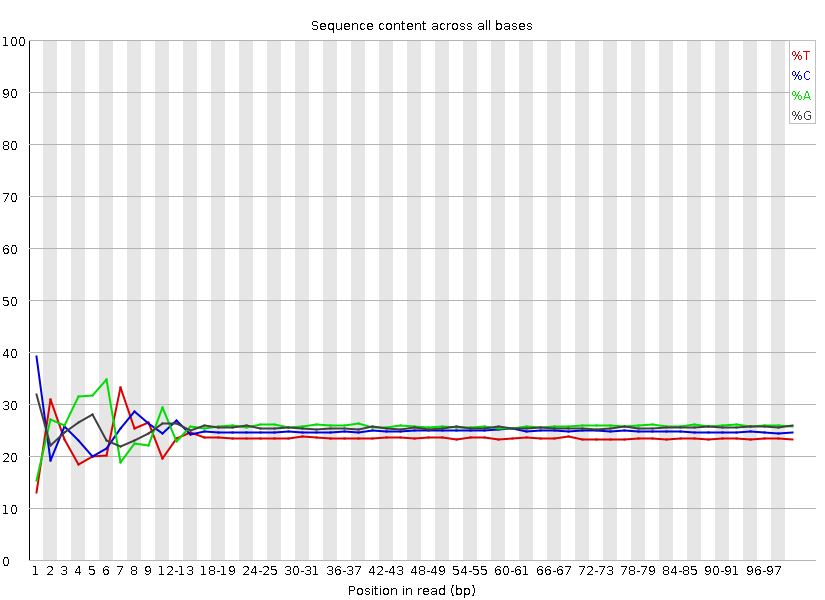 Sequence content across all bases
100
90
80
70
60
50
40
30
20
10
0
%T
%C
%A
%G
1 2 3 4 5 6 7 8 9 12-13 18-19 24-25 30-31 36-37 42-43 48-49 54-55 60-61 66-67 72-73 78-79 84-85 90-91 96-97
Position in read (bp)